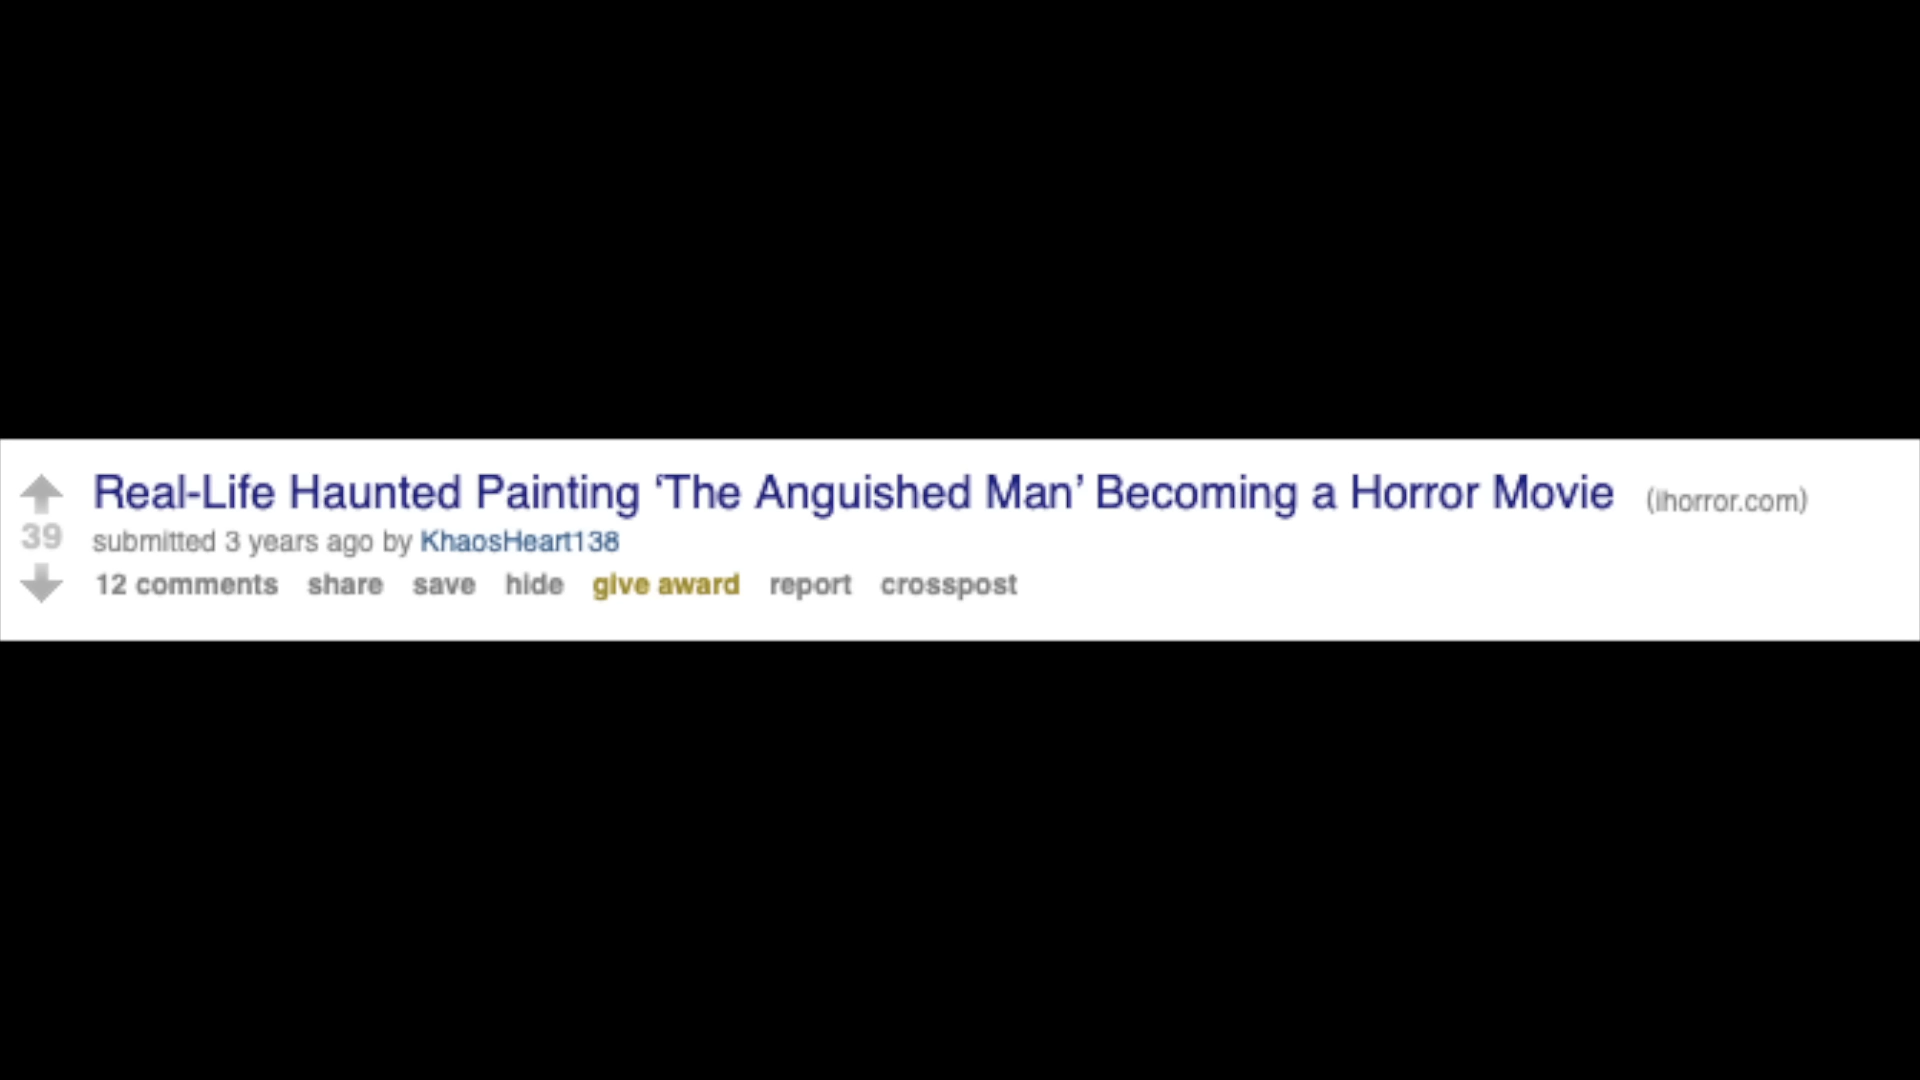 Real-Life Haunted Painting ‘The Anguished Man’ Becoming a Horror Movie (ihorror.com)
39
submitted 3 years ago by KhaosHeart138
12 comments share save hide give award report crosspost